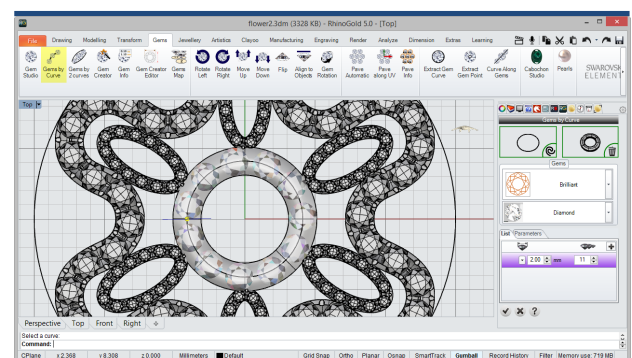 flower2.3dm (3328 KB) - RhinoGold 5.0 - [Top]
File Drawing Modelling Transform Gems Jewellery Artistics Clayoo Manufacturing Engraving Render Analyze Dimension Extras Learning
Gem Studio Gems by Curve Gems by 2 curves Gem Creator Gem Info Gem Creator Editor Gems Map Rotate Left Rotate Right Move Up Move Down Flip Align to Objects Gem Rotation Pave Automatic Pave along UV Pave Info Extract Gem Curve Extract Gem Point Curve Along Gems Cabochon Studio Pearls SWAROVSK ELEMENT
Top
Gems by Curve
Gems
Brilliant
Diamond
List Parameters
2.00 mm 11
Perspective Top Front Right
Select a curve:
Command:
CPlane x 2.368 y 8.308 z 0.000 Millimeters Default Grid Snap Ortho Planar Osnap SmartTrack Gumball Record History Filter Memory use: 719 MB